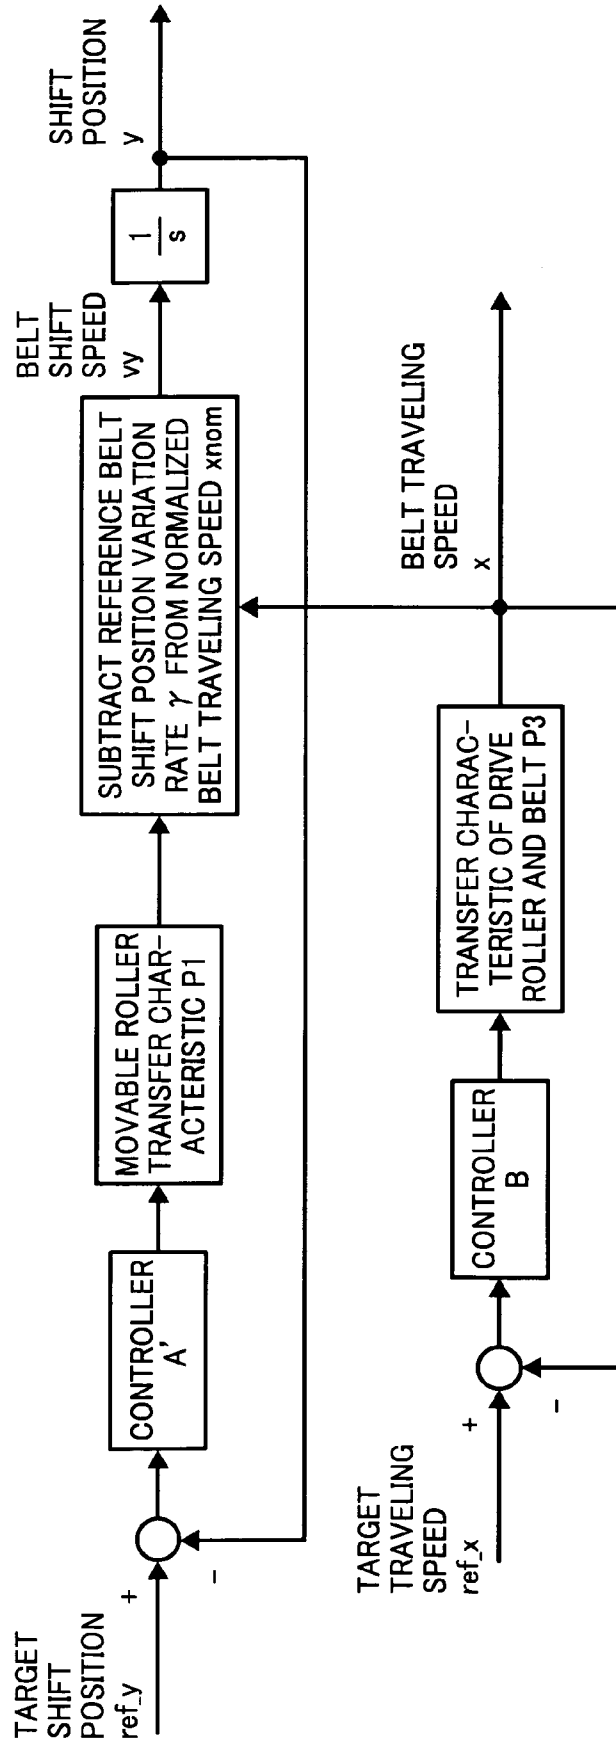 TARGET
SHIFT
POSITION
ref_y
+
-
CONTROLLER
A'
MOVABLE ROLLER
TRANSFER CHAR-
ACTERISTIC P1
SUBTRACT REFERENCE BELT
SHIFT POSITION VARIATION
RATE γ FROM NORMALIZED
BELT TRAVELING SPEED xnom
BELT
SHIFT
SPEED
vy
1
s
SHIFT
POSITION
y
TARGET
TRAVELING
SPEED
ref_x
+
-
CONTROLLER
B
TRANSFER CHARAC-
TERISTIC OF DRIVE
ROLLER AND BELT P3
BELT TRAVELING
SPEED
x